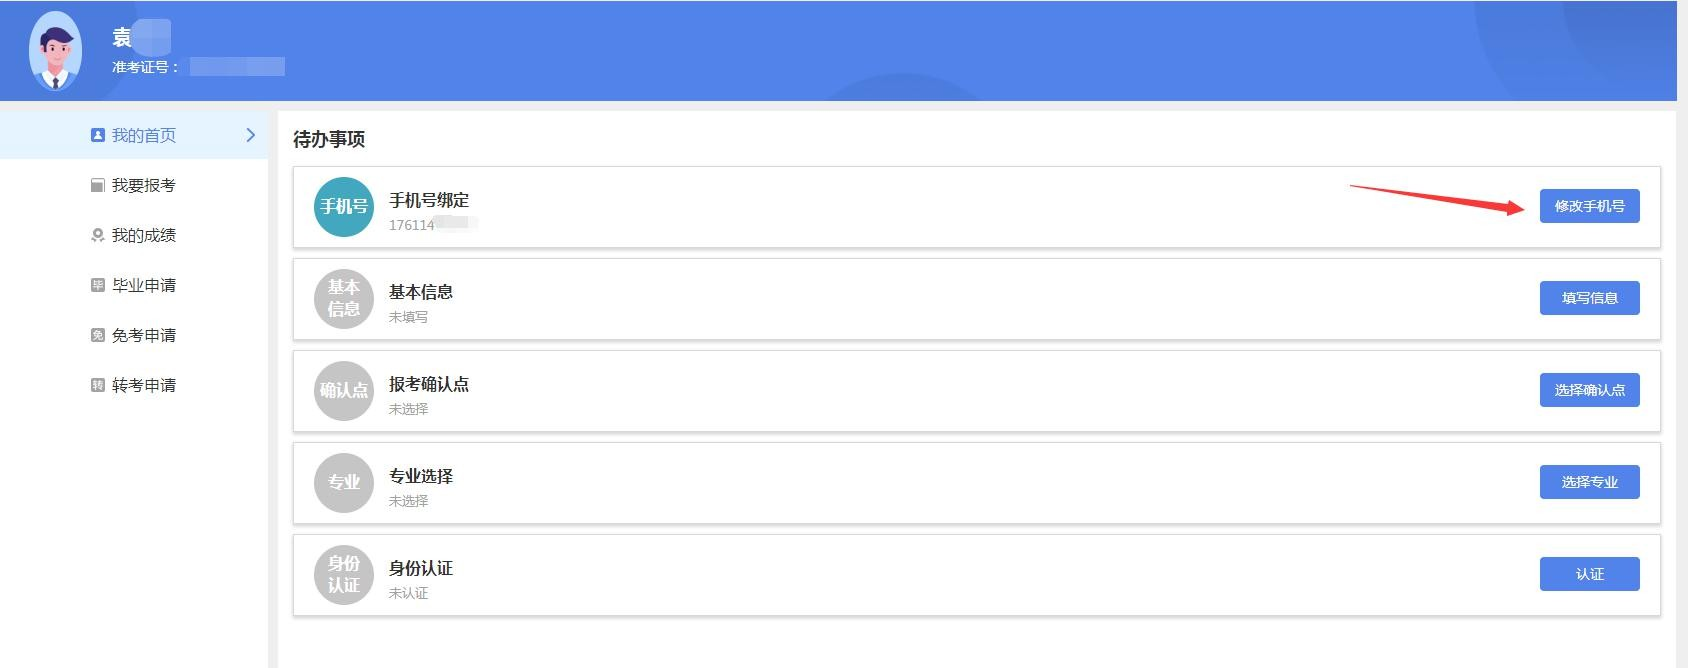 袁
准考证号：
我的首页
我要报考
我的成绩
毕 毕业申请
免 免考申请
转 转考申请
待办事项
手机号
手机号绑定
176114
修改手机号
基本
信息
基本信息
未填写
填写信息
确认点
报考确认点
未选择
选择确认点
专业
专业选择
未选择
选择专业
身份
认证
身份认证
未认证
认证